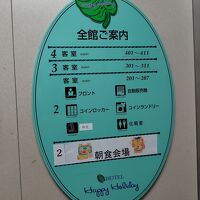 全館ご案内
4 客室 401～411
3 客室 301～311
客室 201～207
フロント 自動販売機
2 コインロッカー コインランドリー
化粧室
2 朝食会場
HOTEL
Happy Holiday